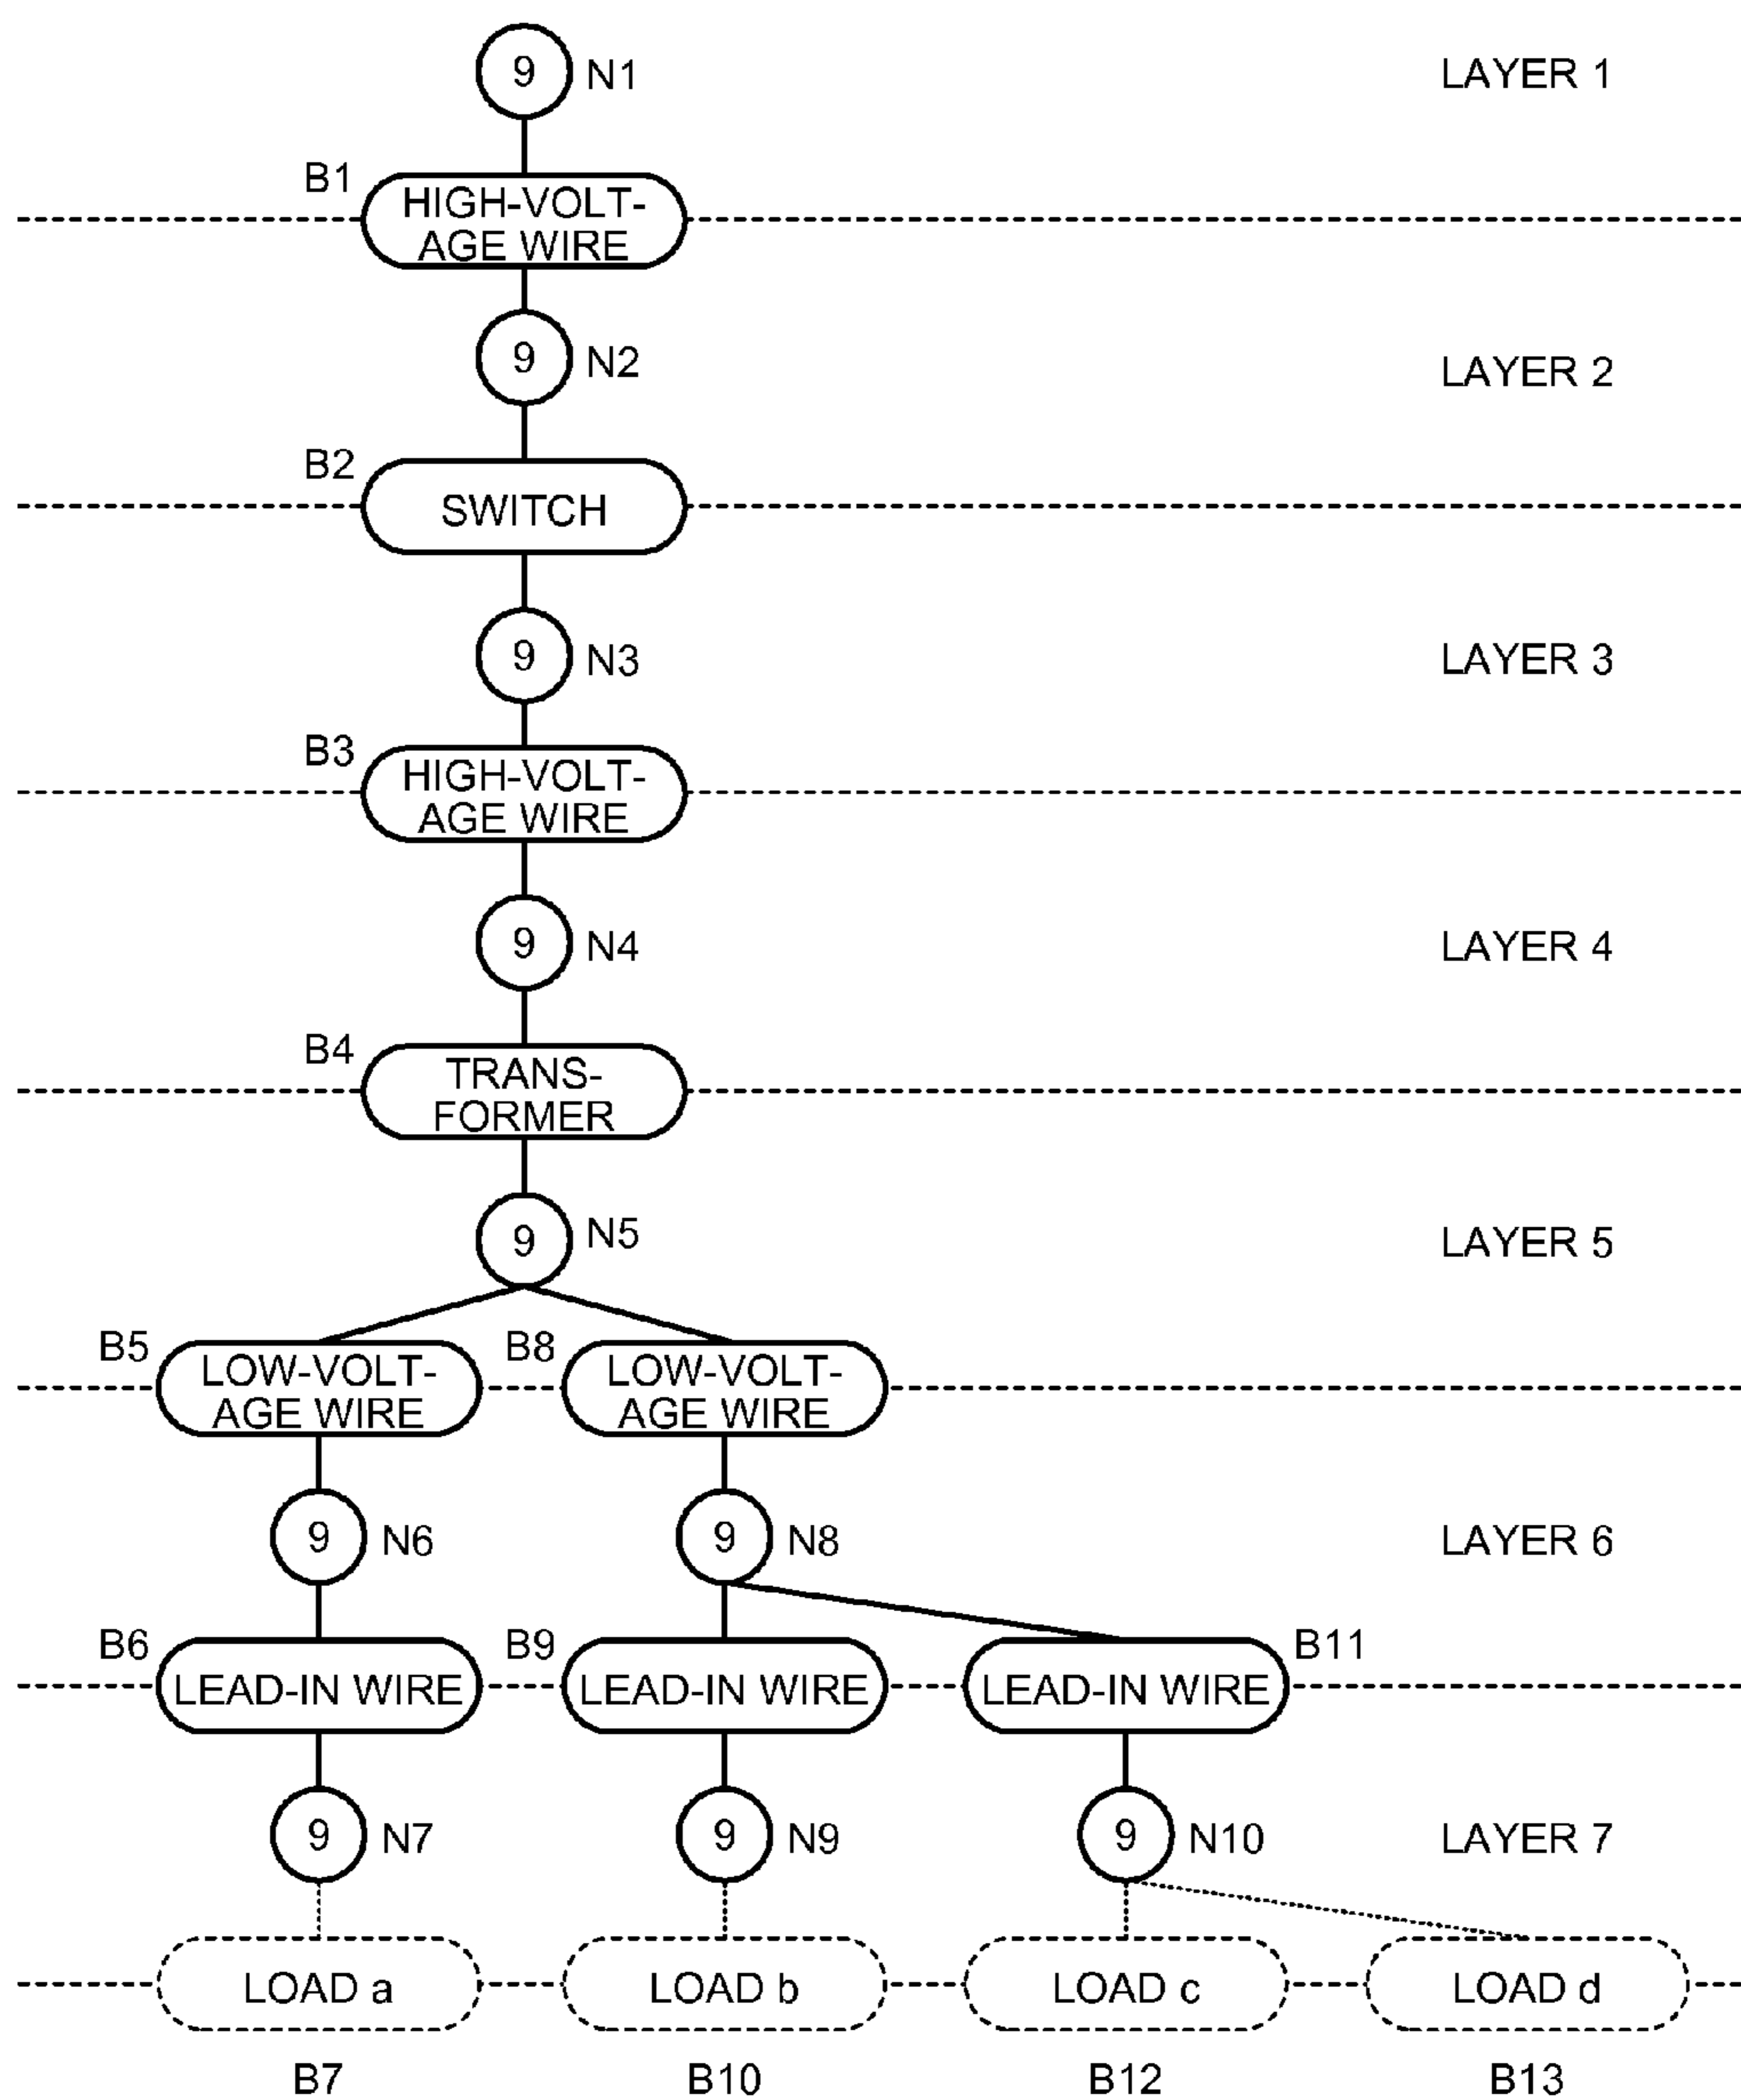 9 N1 LAYER 1
B1
HIGH-VOLT-
AGE WIRE
9 N2 LAYER 2
B2
SWITCH
9 N3 LAYER 3
B3
HIGH-VOLT-
AGE WIRE
9 N4 LAYER 4
B4
TRANS-
FORMER
9 N5 LAYER 5
B5 B8
LOW-VOLT- LOW-VOLT-
AGE WIRE AGE WIRE
9 N6 9 N8 LAYER 6
B6 B9 B11
LEAD-IN WIRE LEAD-IN WIRE LEAD-IN WIRE
9 N7 9 N9 9 N10 LAYER 7
LOAD a LOAD b LOAD c LOAD d
B7 B10 B12 B13